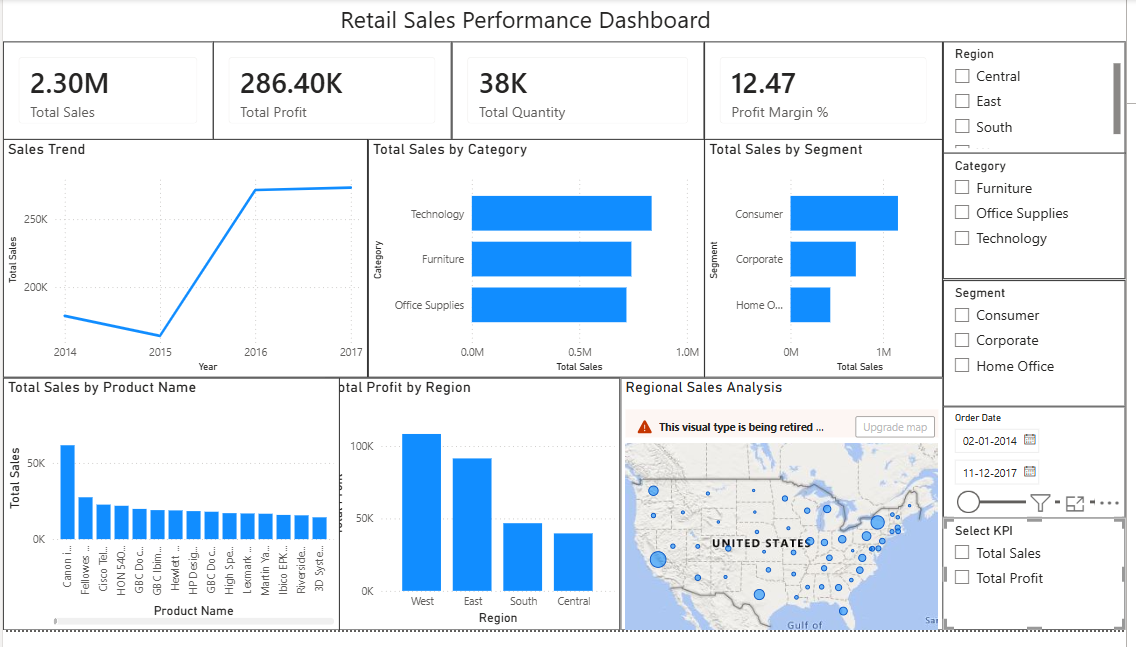 Retail Sales Performance Dashboard
2.30M
Total Sales
286.40K
Total Profit
38K
Total Quantity
12.47
Profit Margin %
Region
Central
East
South
Sales Trend
Total Sales
250K
200K
2014 2015 2016 2017
Year
Total Sales by Category
Category
Technology
Furniture
Office Supplies
0.0M 0.5M 1.0M
Total Sales
Total Sales by Segment
Segment
Consumer
Corporate
Home O...
0M 1M
Total Sales
Category
Furniture
Office Supplies
Technology
Segment
Consumer
Corporate
Home Office
Total Sales by Product Name
Total Sales
50K
0K
Canon i...
Fellowes ...
Cisco Tel...
HON 540...
GBC Do c...
GBC Ibim...
Hewlett ...
HP Desig...
GBC Do c...
High Spe...
Lexmark ...
Martin Ya...
Ibico EPK...
Riverside...
3D Syste...
Product Name
otal Profit by Region
100K
50K
0K
West East South Central
Region
Regional Sales Analysis
This visual type is being retired ...
Upgrade map
UNITED STATES
Gulf of
Sar
Order Date
02-01-2014
11-12-2017
Select KPI
Total Sales
Total Profit